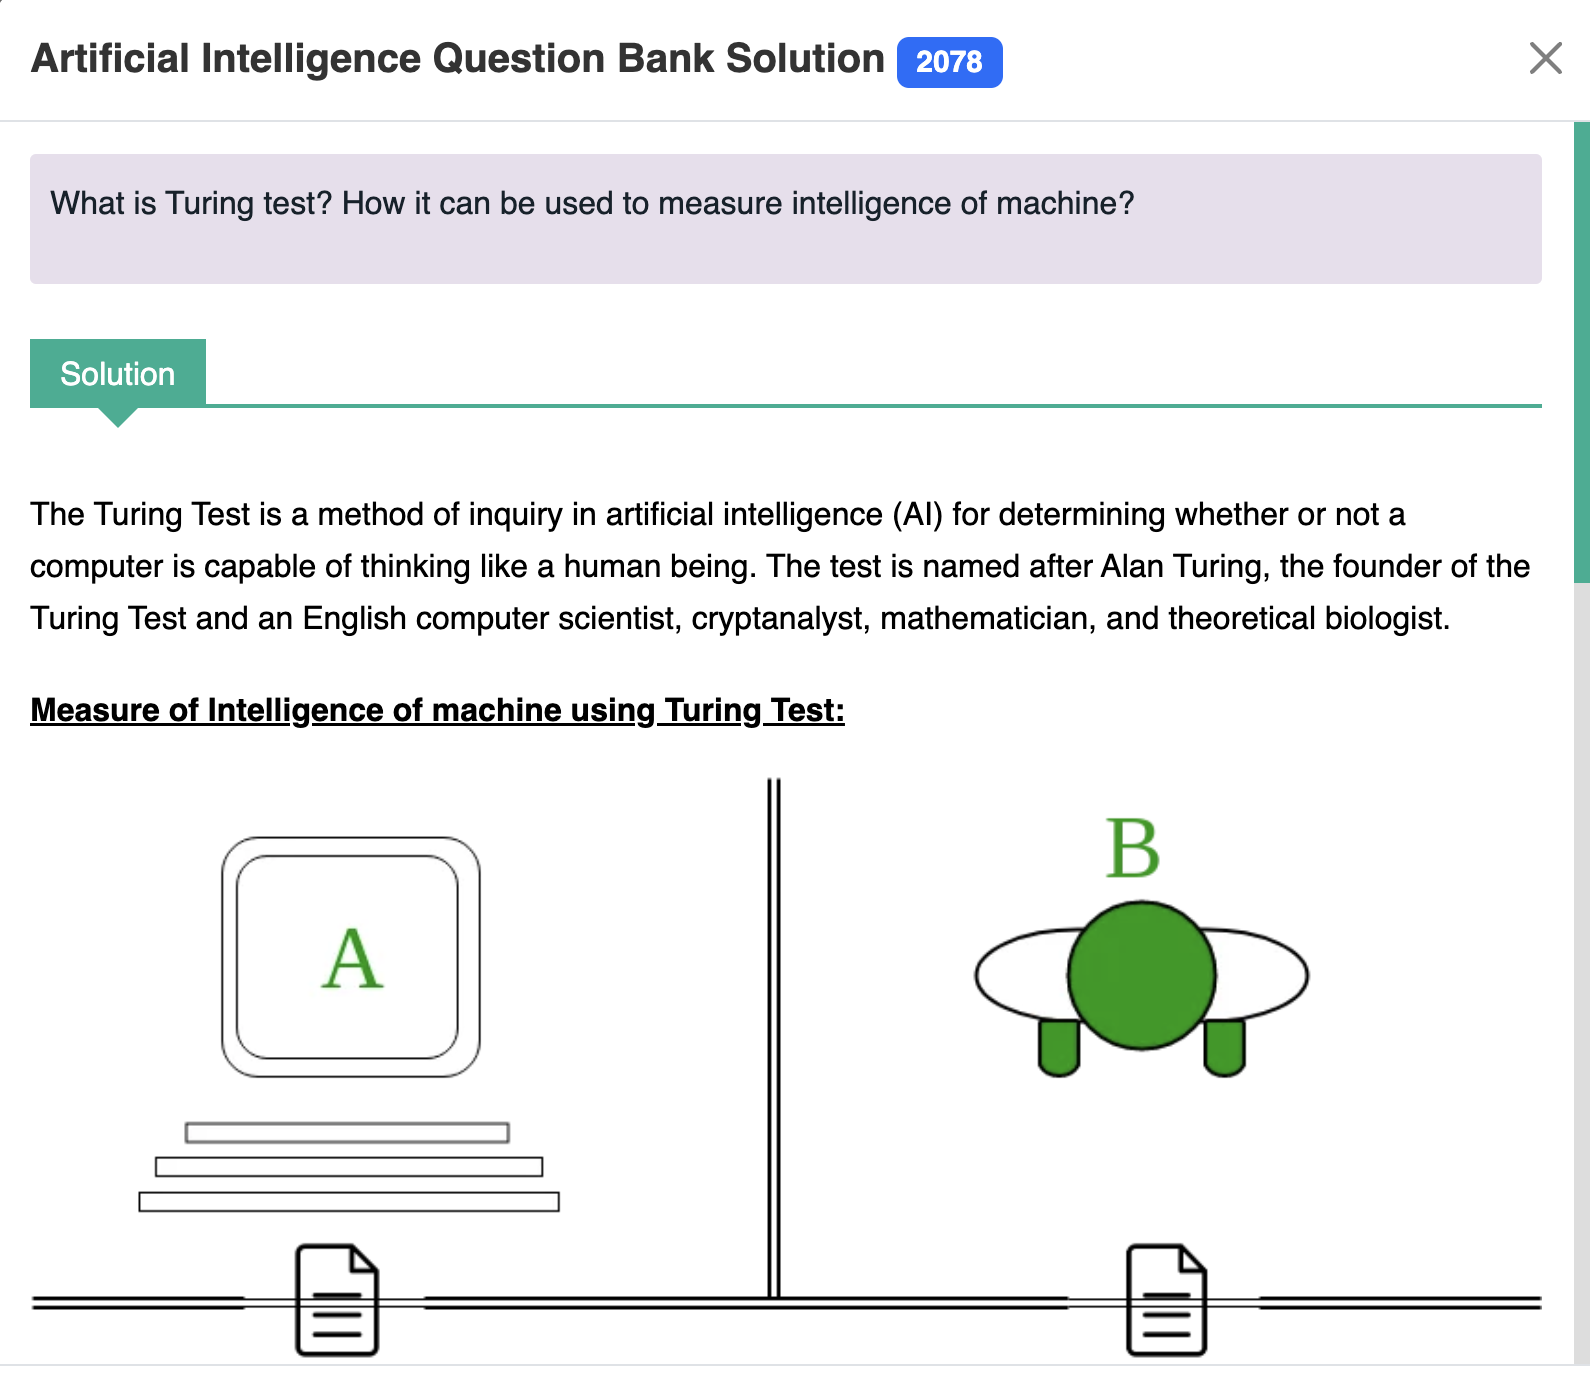 Artificial Intelligence Question Bank Solution 2078
What is Turing test? How it can be used to measure intelligence of machine?
Solution
The Turing Test is a method of inquiry in artificial intelligence (AI) for determining whether or not a
computer is capable of thinking like a human being. The test is named after Alan Turing, the founder of the
Turing Test and an English computer scientist, cryptanalyst, mathematician, and theoretical biologist.
Measure of Intelligence of machine using Turing Test:
B
A